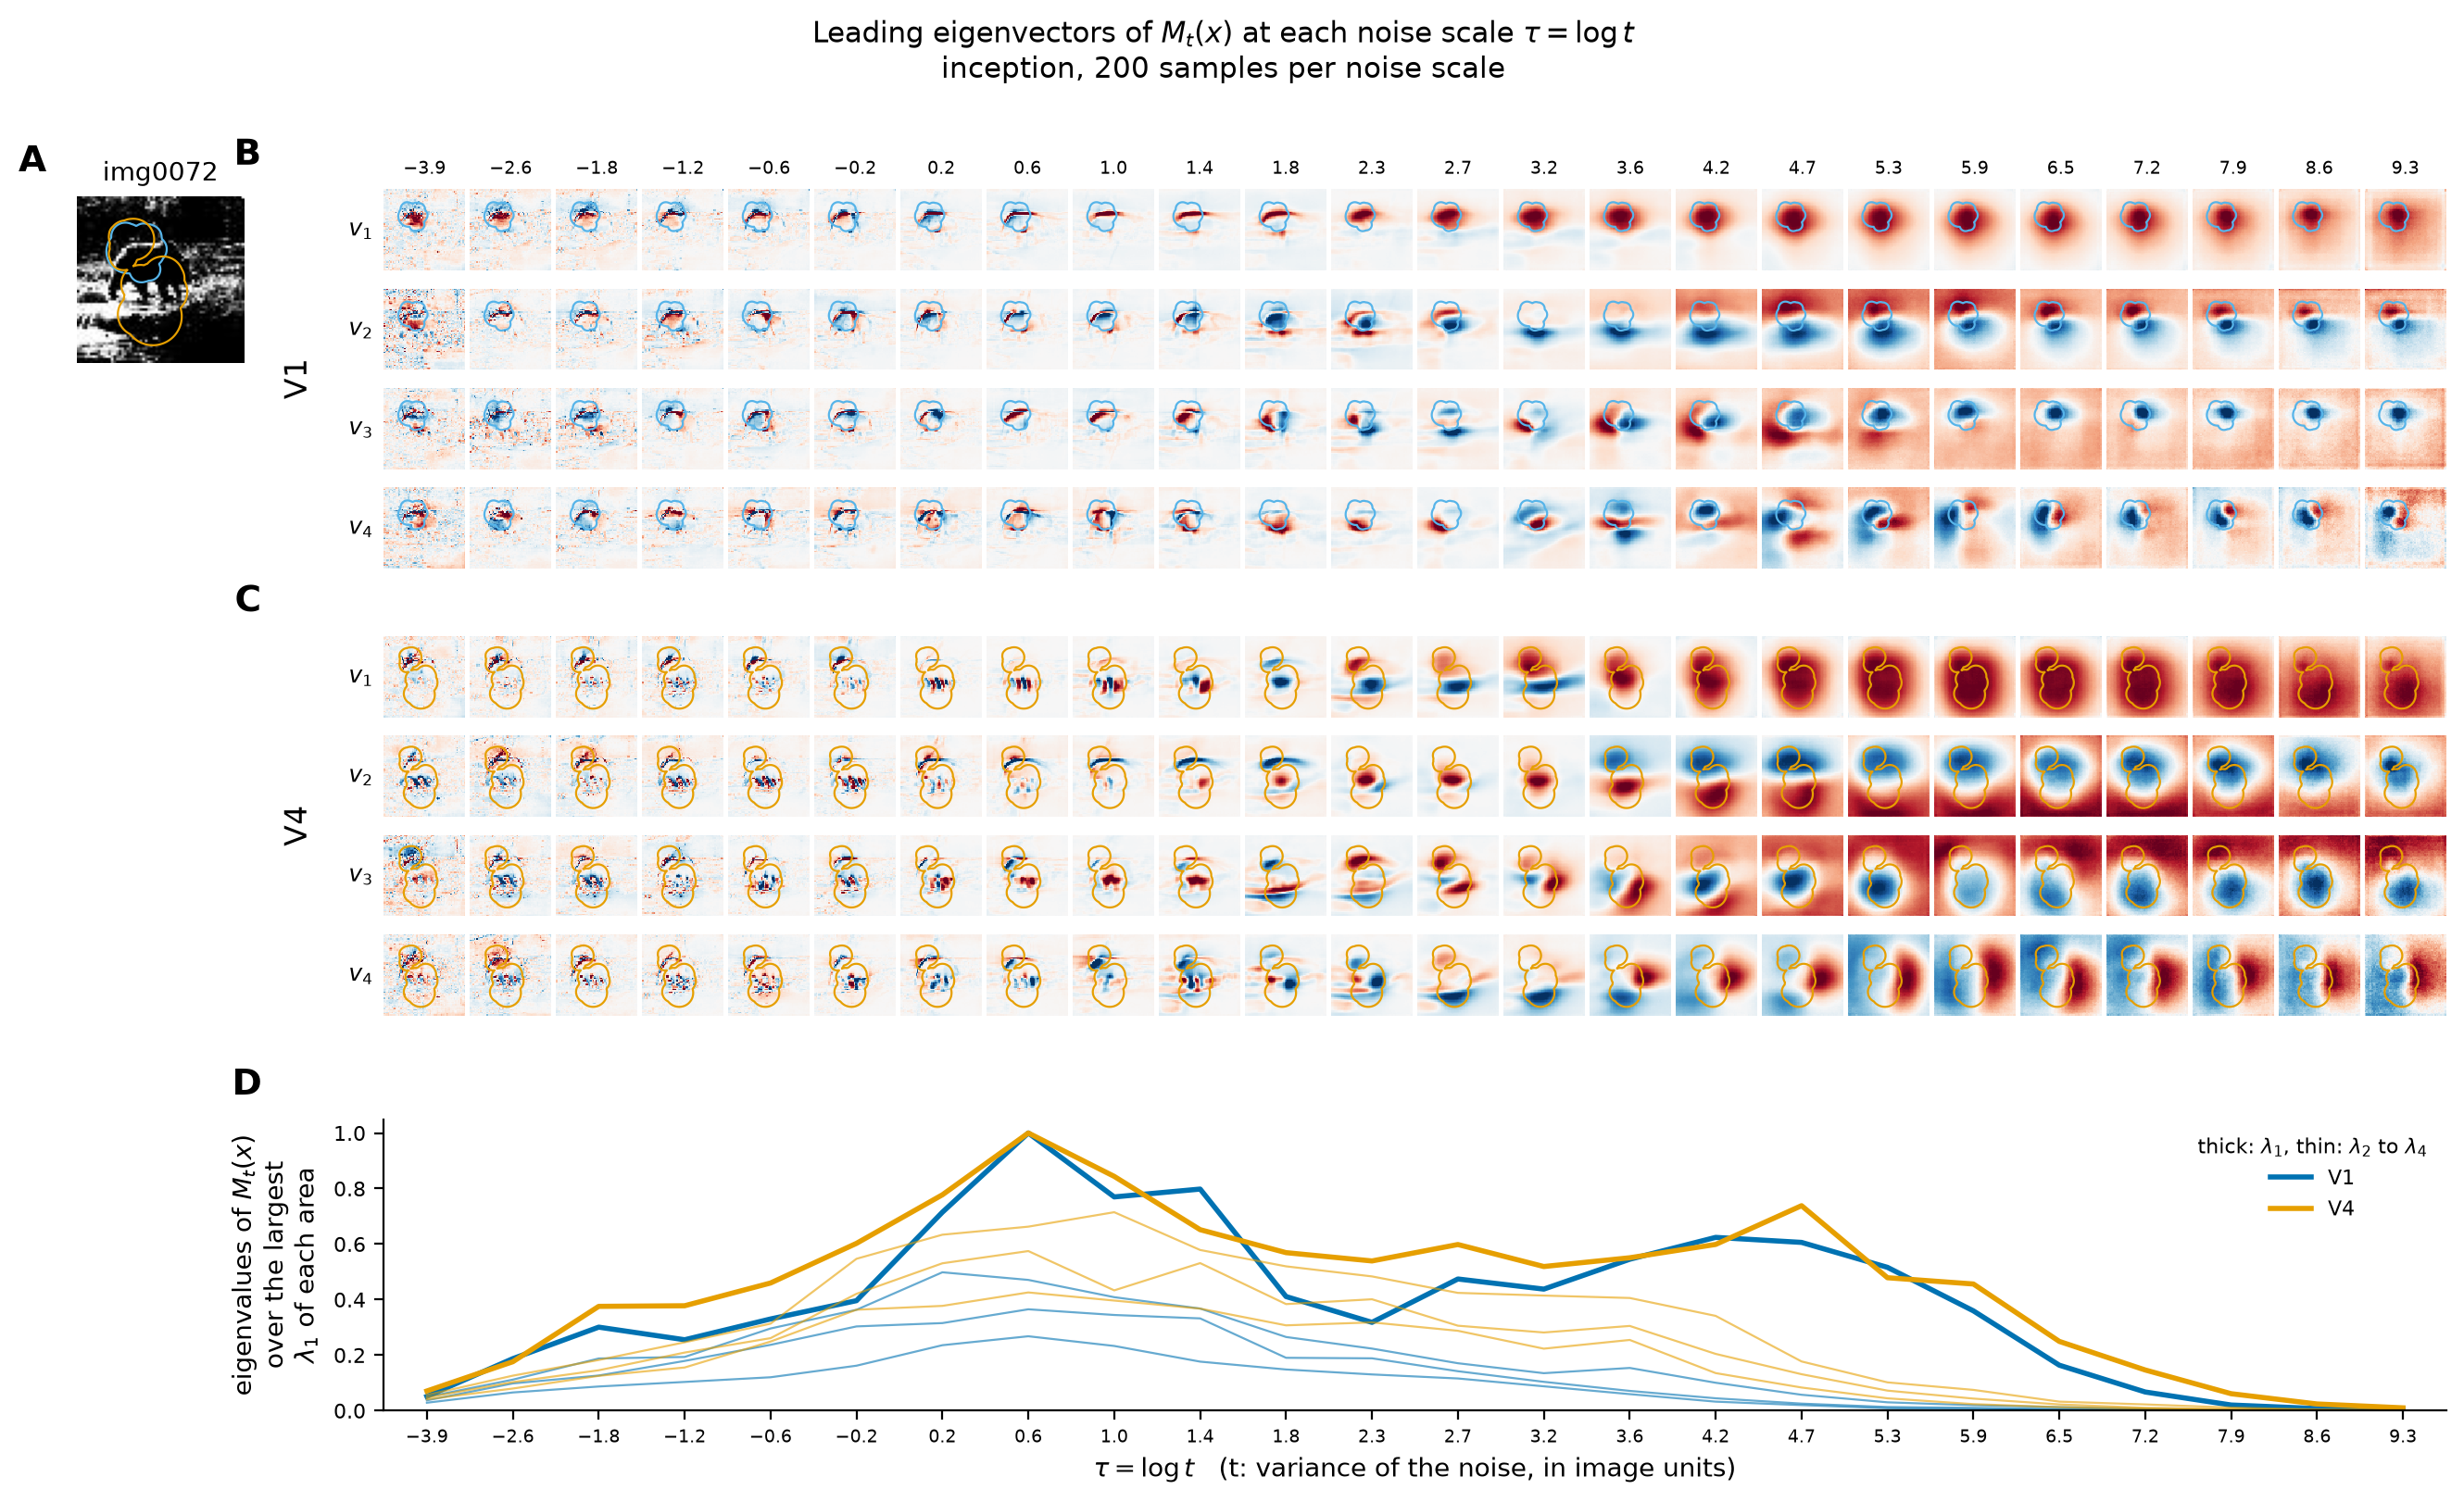 Leading eigenvectors of M_t(x) at each noise scale τ = log t
inception, 200 samples per noise scale
A
img0072
B
−3.9 −2.6 −1.8 −1.2 −0.6 −0.2 0.2 0.6 1.0 1.4 1.8 2.3 2.7 3.2 3.6 4.2 4.7 5.3 5.9 6.5 7.2 7.9 8.6 9.3
V1
v₁
v₂
v₃
v₄
C
V4
v₁
v₂
v₃
v₄
D
eigenvalues of M_t(x)
over the largest
λ₁ of each area
1.0
0.8
0.6
0.4
0.2
0.0
thick: λ₁, thin: λ₂ to λ₄
V1
V4
−3.9 −2.6 −1.8 −1.2 −0.6 −0.2 0.2 0.6 1.0 1.4 1.8 2.3 2.7 3.2 3.6 4.2 4.7 5.3 5.9 6.5 7.2 7.9 8.6 9.3
τ = log t (t: variance of the noise, in image units)